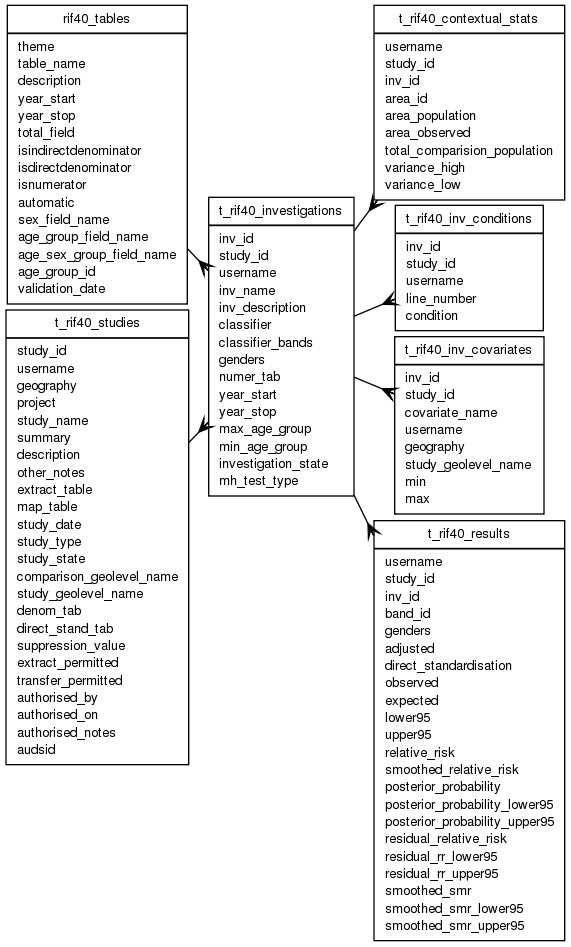 rif40_tables
theme
table_name
description
year_start
year_stop
total_field
isindirectdenominator
isdirectdenominator
isnumerator
automatic
sex_field_name
age_group_field_name
age_sex_group_field_name
age_group_id
validation_date
t_rif40_studies
study_id
username
geography
project
study_name
summary
description
other_notes
extract_table
map_table
study_date
study_type
study_state
comparison_geolevel_name
study_geolevel_name
denom_tab
direct_stand_tab
suppression_value
extract_permitted
transfer_permitted
authorised_by
authorised_on
authorised_notes
audsid
t_rif40_investigations
inv_id
study_id
username
inv_name
inv_description
classifier
classifier_bands
genders
numer_tab
year_start
year_stop
max_age_group
min_age_group
investigation_state
mh_test_type
t_rif40_contextual_stats
username
study_id
inv_id
area_id
area_population
area_observed
total_comparision_population
variance_high
variance_low
t_rif40_inv_conditions
inv_id
study_id
username
line_number
condition
t_rif40_inv_covariates
inv_id
study_id
covariate_name
username
geography
study_geolevel_name
min
max
t_rif40_results
username
study_id
inv_id
band_id
genders
adjusted
direct_standardisation
observed
expected
lower95
upper95
relative_risk
smoothed_relative_risk
posterior_probability
posterior_probability_lower95
posterior_probability_upper95
residual_relative_risk
residual_rr_lower95
residual_rr_upper95
smoothed_smr
smoothed_smr_lower95
smoothed_smr_upper95